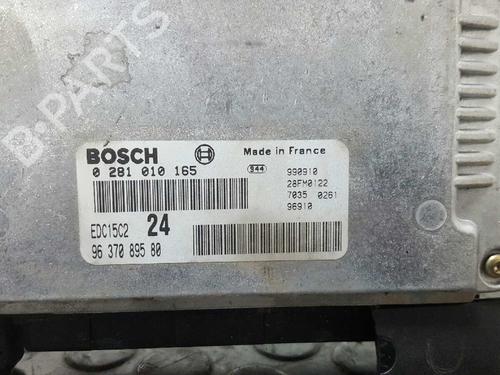 B-PARTS
BOSCH Made in France
0 281 010 165 944 990910
28FM0122
7035 0261
96910
EDC15C2 24
96 370 895 80